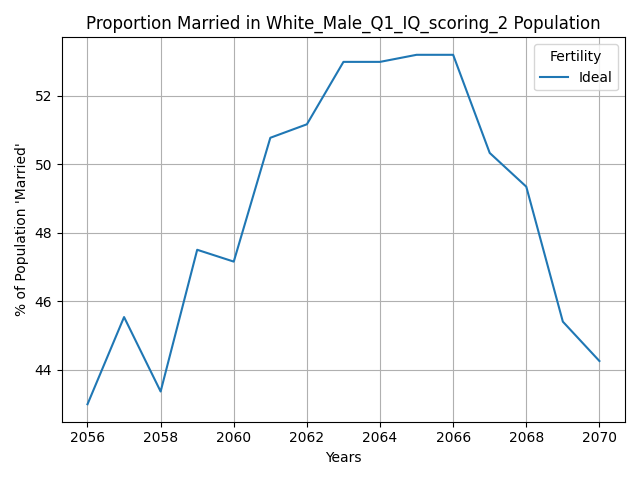 Proportion Married in White_Male_Q1_IQ_scoring_2 Population
Fertility
Ideal
% of Population 'Married'
52
50
48
46
44
2056 2058 2060 2062 2064 2066 2068 2070
Years